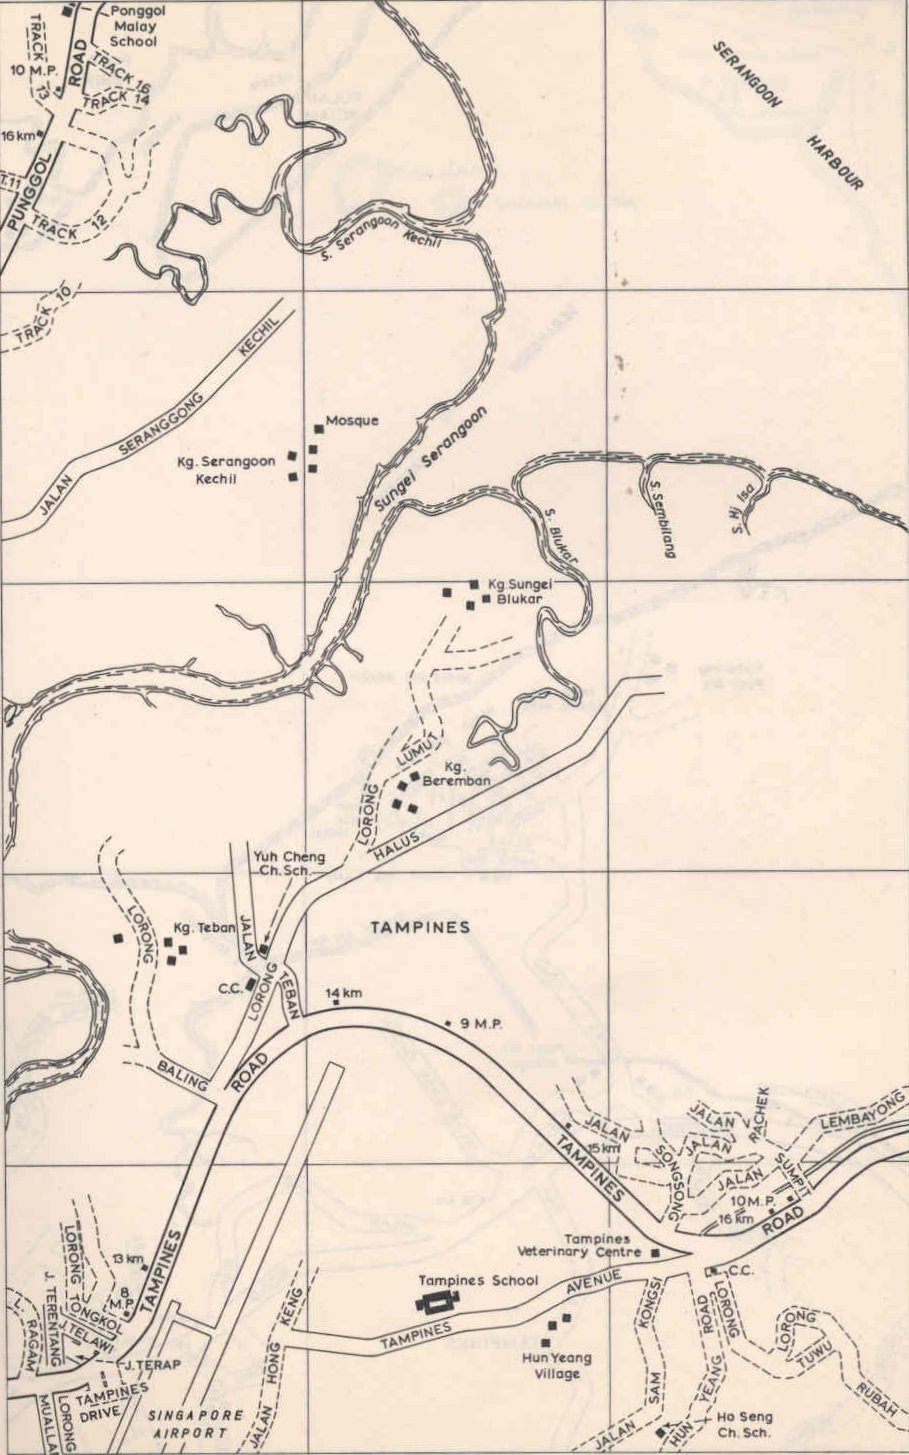 Ponggol
Malay
School
TRACK
13
10 M.P.
ROAD
TRACK 16
TRACK 14
16 km
T.11
PUNGGOL
TRACK 12
TRACK 10
SERANGOON
HARBOUR
S. Serangoon Kechil
JALAN SERANGGONG KECHIL
Mosque
Kg. Serangoon
Kechil
Sungei Serangoon
S. Blukar
S. Sembilang
S. Hj Isa
Kg Sungei
Blukar
LORONG LUMUT
Kg.
Beremban
HALUS
Yuh Cheng
Ch. Sch.
LORONG
Kg. Teban
JALAN
TEBAN
C.C.
LORONG
TAMPINES
14 km
9 M.P.
BALING
ROAD
JALAN
15 km
TAMPINES
SONGSONG
JALAN
JALAN
RACHEK
JALAN
SUMPIT
LEMBAYONG
10 M.P.
16 km
ROAD
Tampines
Veterinary Centre
C.C.
Tampines School
TAMPINES
AVENUE
Hun Yeang
Village
KONGSI
SAM
JALAN
ROAD
YEANG
HUN
LORONG
LORONG
TUWU
RUBAH
Ho Seng
Ch. Sch.
13 km
8
M.P.
TAMPINES
LORONG
TONGKOL
J. TERENTANG
J. TELAWI
L. RAGAM
J. TERAP
TAMPINES
DRIVE
LORONG
MUALLA
SINGAPORE
AIRPORT
JALAN HONG KENG